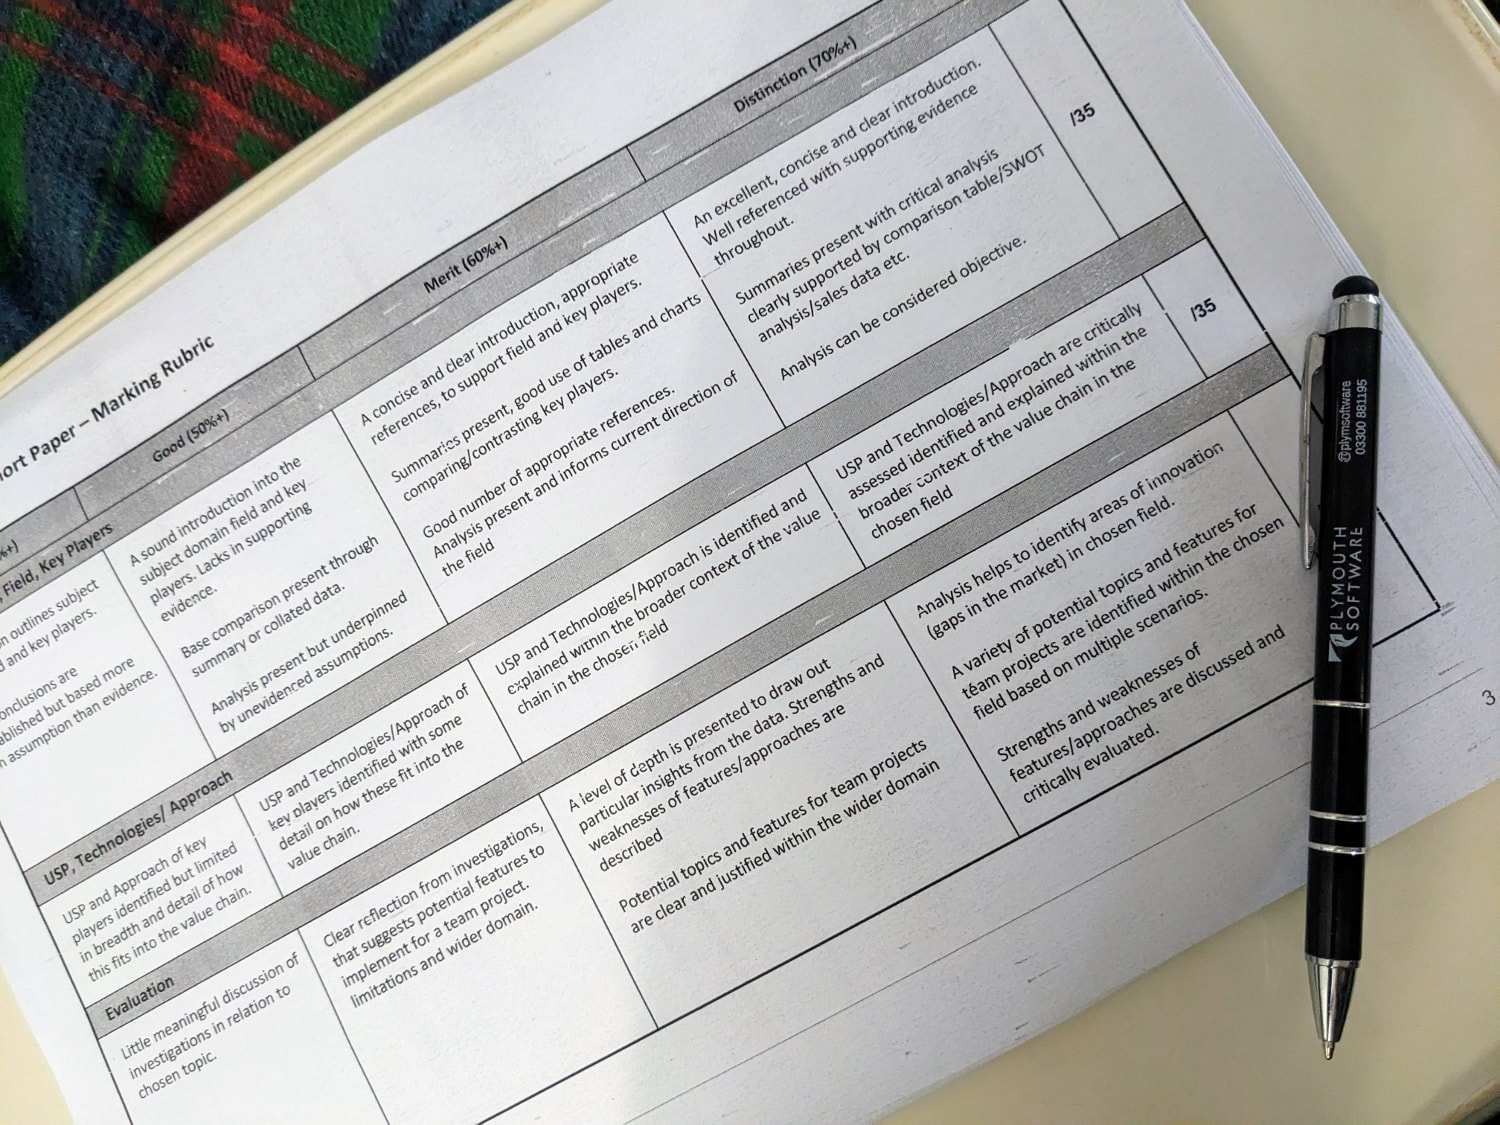 ort Paper – Marking Rubric
%+)
Good (50%+)
Merit (60%+)
Distinction (70%+)
, Field, Key Players
n outlines subject
d and key players.
onclusions are
ablished but based more
n assumption than evidence.
A sound introduction into the
subject domain field and key
players. Lacks in supporting
evidence.
Base comparison present through
summary or collated data.
Analysis present but underpinned
by unevidenced assumptions.
A concise and clear introduction, appropriate
references, to support field and key players.
Summaries present, good use of tables and charts
comparing/contrasting key players.
Good number of appropriate references.
Analysis present and informs current direction of
the field
An excellent, concise and clear introduction.
Well referenced with supporting evidence
throughout.
Summaries present with critical analysis
clearly supported by comparison table/SWOT
analysis/sales data etc.
Analysis can be considered objective.
/35
USP, Technologies/ Approach
USP and Approach of key
players identified but limited
in breadth and detail of how
this fits into the value chain.
USP and Technologies/Approach of
key players identified with some
detail on how these fit into the
value chain.
USP and Technologies/Approach is identified and
explained within the broader context of the value
chain in the chosen field
USP and Technologies/Approach are critically
assessed identified and explained within the
broader context of the value chain in the
chosen field
/35
Evaluation
Little meaningful discussion of
investigations in relation to
chosen topic.
Clear reflection from investigations,
that suggests potential features to
implement for a team project.
limitations and wider domain.
A level of depth is presented to draw out
particular insights from the data. Strengths and
weaknesses of features/approaches are
described
Potential topics and features for team projects
are clear and justified within the wider domain
Analysis helps to identify areas of innovation
(gaps in the market) in chosen field.
A variety of potential topics and features for
team projects are identified within the chosen
field based on multiple scenarios.
Strengths and weaknesses of
features/approaches are discussed and
critically evaluated.
3
@plymsoftware
03300 881195
PLYMOUTH
SOFTWARE